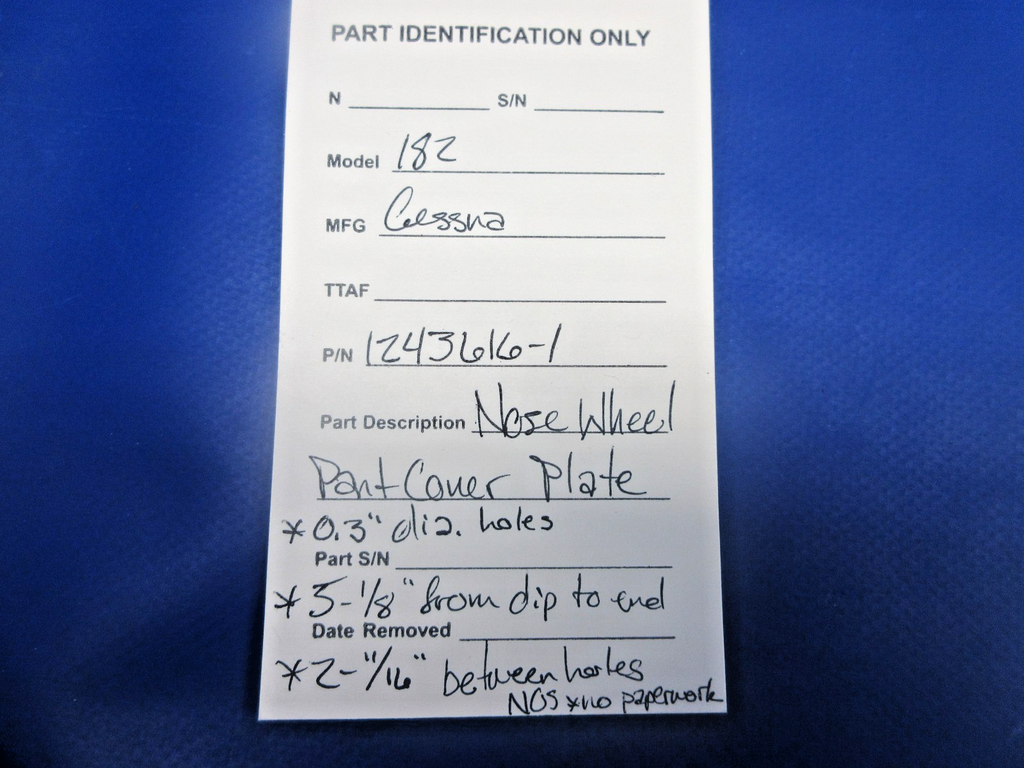 PART IDENTIFICATION ONLY
N S/N
Model 182
MFG Cessna
TTAF
P/N 1243616-1
Part Description Nose Wheel
Pant Cover Plate
* 0.3" dia. holes
Part S/N
* 5-1/8" from dip to end
Date Removed
* 2-11/16" between holes
NOS * no paperwork